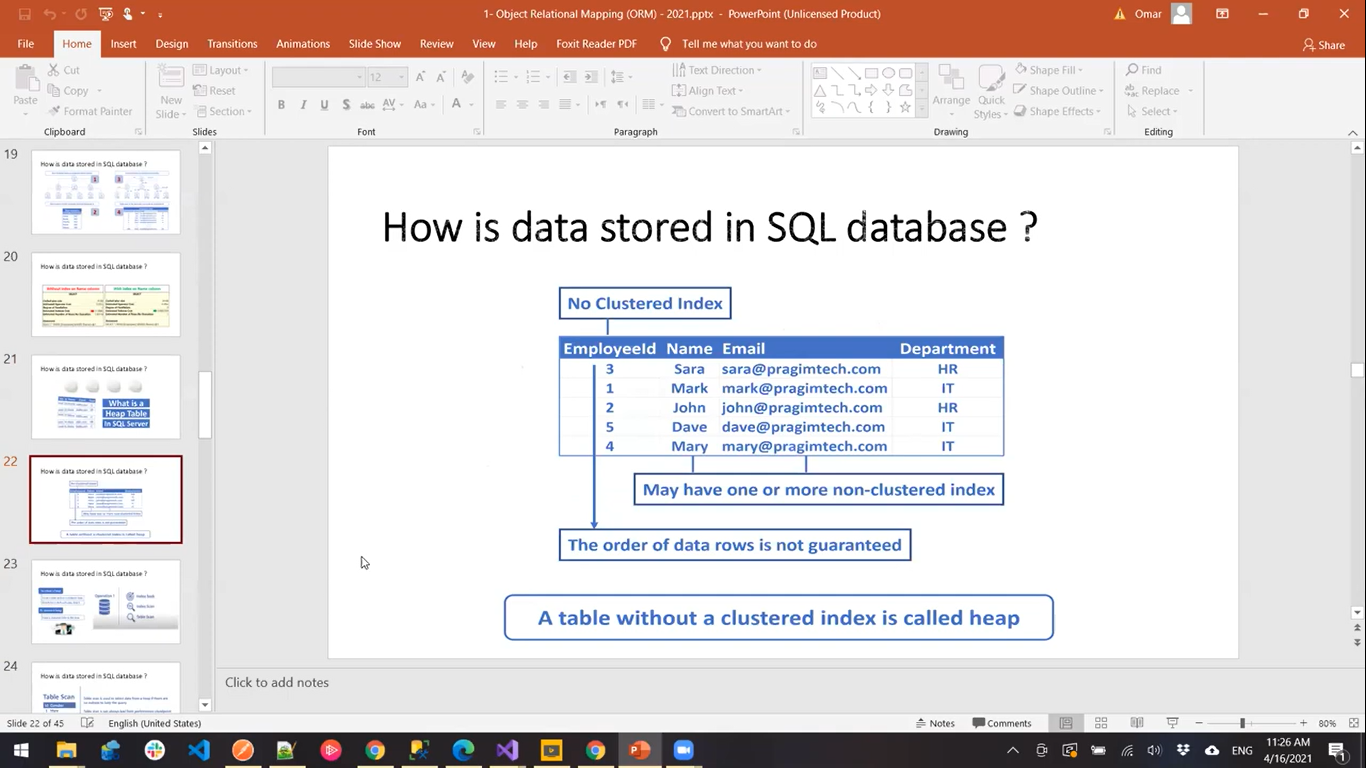 1- Object Relational Mapping (ORM) - 2021.pptx - PowerPoint (Unlicensed Product)
Omar
File Home Insert Design Transitions Animations Slide Show Review View Help Foxit Reader PDF Tell me what you want to do
Share
Paste
Cut
Copy
Format Painter
Clipboard
New
Slide
Layout
Reset
Section
Slides
12
Font
Text Direction
Align Text
Convert to SmartArt
Paragraph
Arrange
Quick
Styles
Shape Fill
Shape Outline
Shape Effects
Drawing
Find
Replace
Select
Editing
19
How is data stored in SQL database ?
20
How is data stored in SQL database ?
21
How is data stored in SQL database ?
What is a
Heap Table
In SQL Server
22
How is data stored in SQL database ?
23
How is data stored in SQL database ?
24
How is data stored in SQL database ?
Table Scan
How is data stored in SQL database ?
No Clustered Index
EmployeeId Name Email Department
3 Sara sara@pragimtech.com HR
1 Mark mark@pragimtech.com IT
2 John john@pragimtech.com HR
5 Dave dave@pragimtech.com IT
4 Mary mary@pragimtech.com IT
May have one or more non-clustered index
The order of data rows is not guaranteed
A table without a clustered index is called heap
Click to add notes
Slide 22 of 45 English (United States) Notes Comments 80%
ENG
11:26 AM
4/16/2021